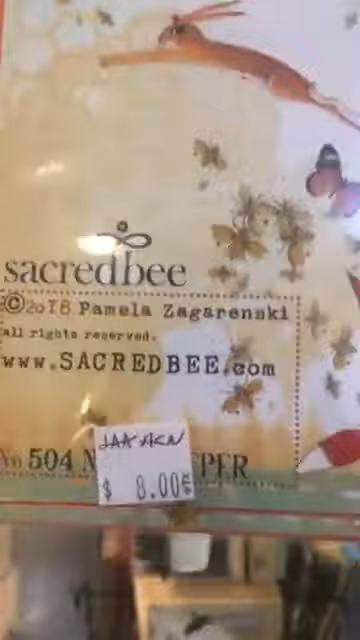 sacredbee
©2018 Pamela Zagarenski
all rights reserved.
www.SACREDBEE.com
No 504 N PER
$ 8.00